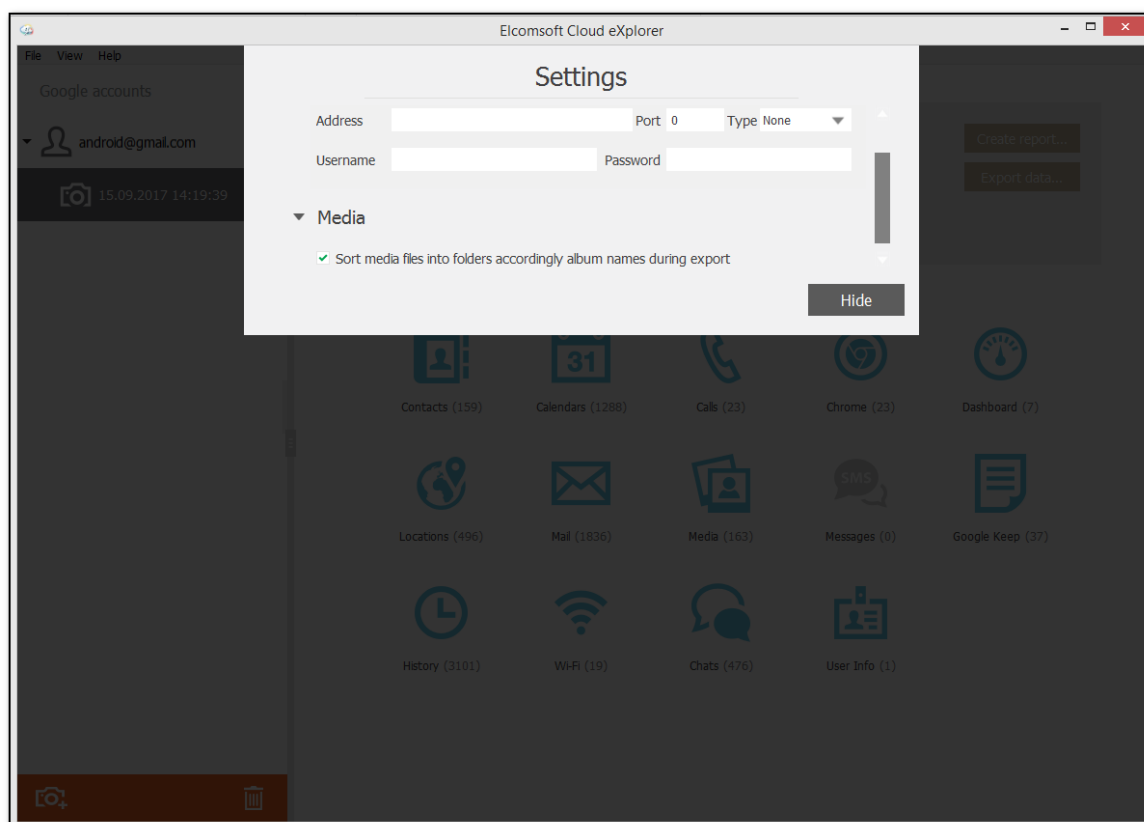 Elcomsoft Cloud eXplorer
File View Help
Google accounts
android@gmail.com
15.09.2017 14:19:39
Settings
Address Port 0 Type None
Username Password
Media
Sort media files into folders accordingly album names during export
Hide
Create report...
Export data...
31
Contacts (159) Calendars (1288) Calls (23) Chrome (23) Dashboard (7)
SMS
Locations (496) Mail (1836) Media (163) Messages (0) Google Keep (37)
History (3101) Wi-Fi (19) Chats (476) User Info (1)